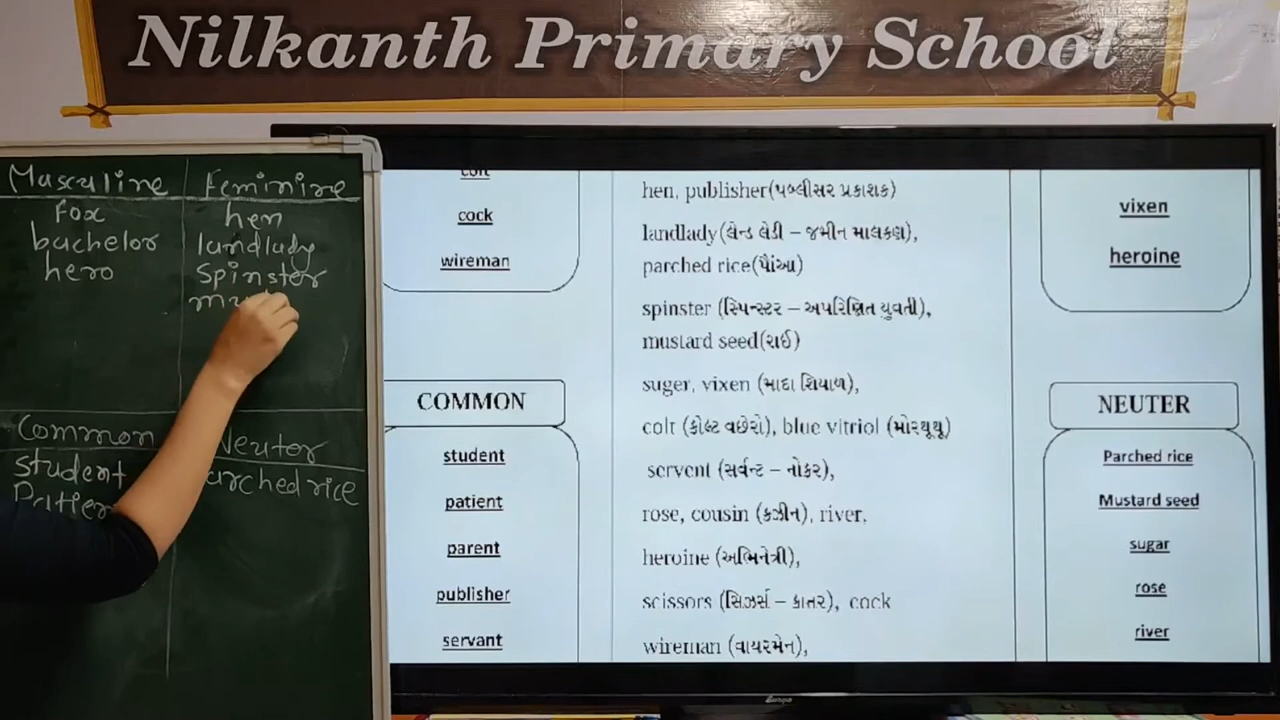 Nilkanth Primary School
Masculine
Fox
bachelor
hero
Feminine
hen
landlady
Spinster
Common
student
Neutor
rice
colt
cock
wireman
COMMON
student
patient
parent
publisher
servant
hen, publisher(પબ્લીસર પ્રકાશક)
landlady(લેન્ડ લેડી – જમીન માલકણ),
parched rice(પૌંઆ)
spinster (સ્પિન્સ્ટર – અપરિણિત યુવતી),
mustard seed(રાઈ)
suger, vixen (માદા શિયાળ),
colt (કોલ્ટ વછેરો), blue vitriol (મોરથૂથૂ)
servent (સર્વન્ટ – નોકર),
rose, cousin (કઝીન), river,
heroine (અભિનેત્રી),
scissors (સિઝર્સ – કાતર), cock
wireman (વાયરમેન),
vixen
heroine
NEUTER
Parched rice
Mustard seed
sugar
rose
river